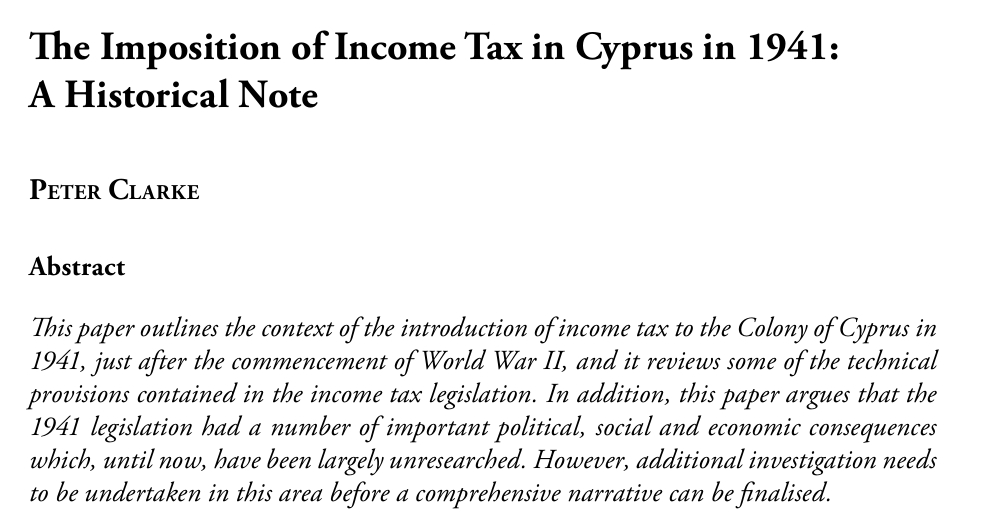 The Imposition of Income Tax in Cyprus in 1941:
A Historical Note
Peter Clarke
Abstract
This paper outlines the context of the introduction of income tax to the Colony of Cyprus in
1941, just after the commencement of World War II, and it reviews some of the technical
provisions contained in the income tax legislation. In addition, this paper argues that the
1941 legislation had a number of important political, social and economic consequences
which, until now, have been largely unresearched. However, additional investigation needs
to be undertaken in this area before a comprehensive narrative can be finalised.